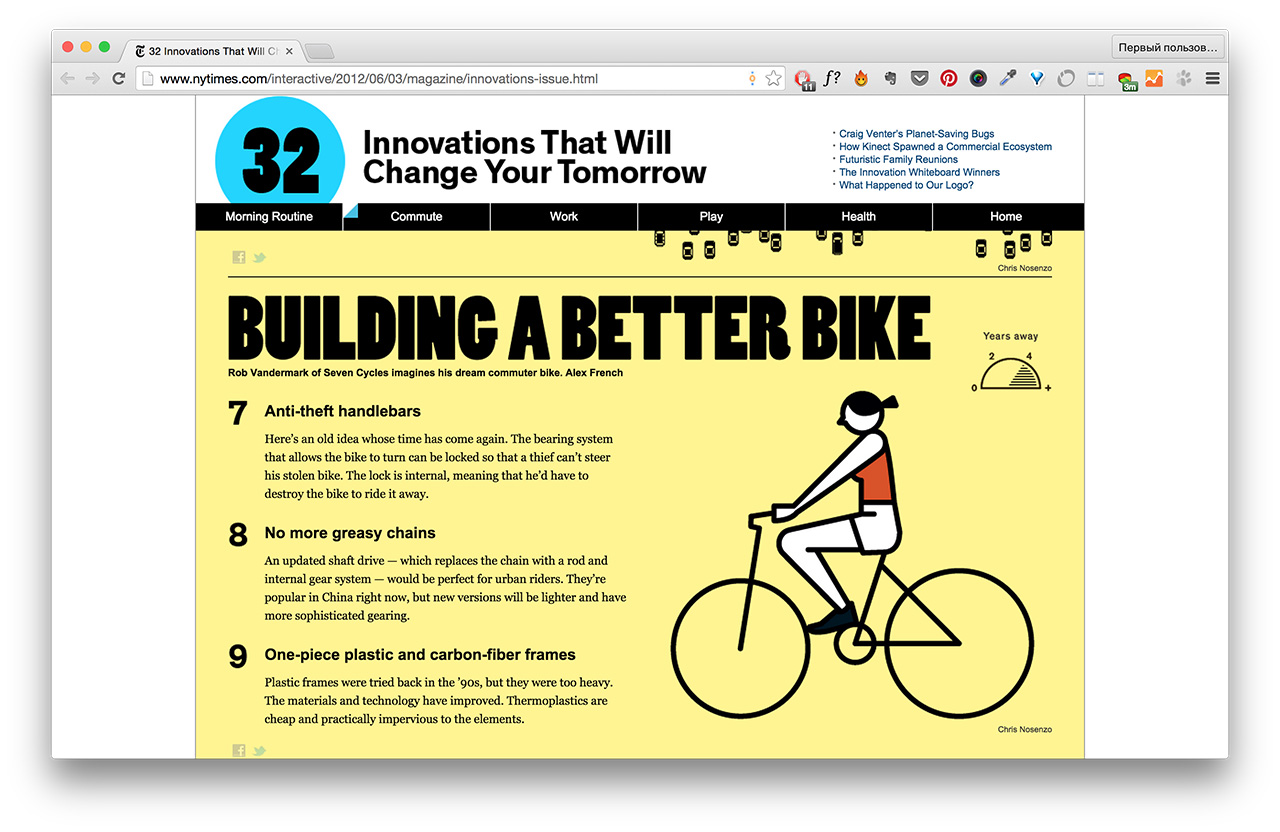 32 Innovations That Will Ch
Первый пользов…
www.nytimes.com/interactive/2012/06/03/magazine/innovations-issue.html
f?
11
3m
32
Innovations That Will
Change Your Tomorrow
· Craig Venter's Planet-Saving Bugs
· How Kinect Spawned a Commercial Ecosystem
· Futuristic Family Reunions
· The Innovation Whiteboard Winners
· What Happened to Our Logo?
Morning Routine
Commute
Work
Play
Health
Home
Chris Nosenzo
BUILDING A BETTER BIKE
Rob Vandermark of Seven Cycles imagines his dream commuter bike. Alex French
Years away
2 4
0 +
7 Anti-theft handlebars
Here’s an old idea whose time has come again. The bearing system
that allows the bike to turn can be locked so that a thief can’t steer
his stolen bike. The lock is internal, meaning that he’d have to
destroy the bike to ride it away.
8 No more greasy chains
An updated shaft drive — which replaces the chain with a rod and
internal gear system — would be perfect for urban riders. They’re
popular in China right now, but new versions will be lighter and have
more sophisticated gearing.
9 One-piece plastic and carbon-fiber frames
Plastic frames were tried back in the ’90s, but they were too heavy.
The materials and technology have improved. Thermoplastics are
cheap and practically impervious to the elements.
Chris Nosenzo